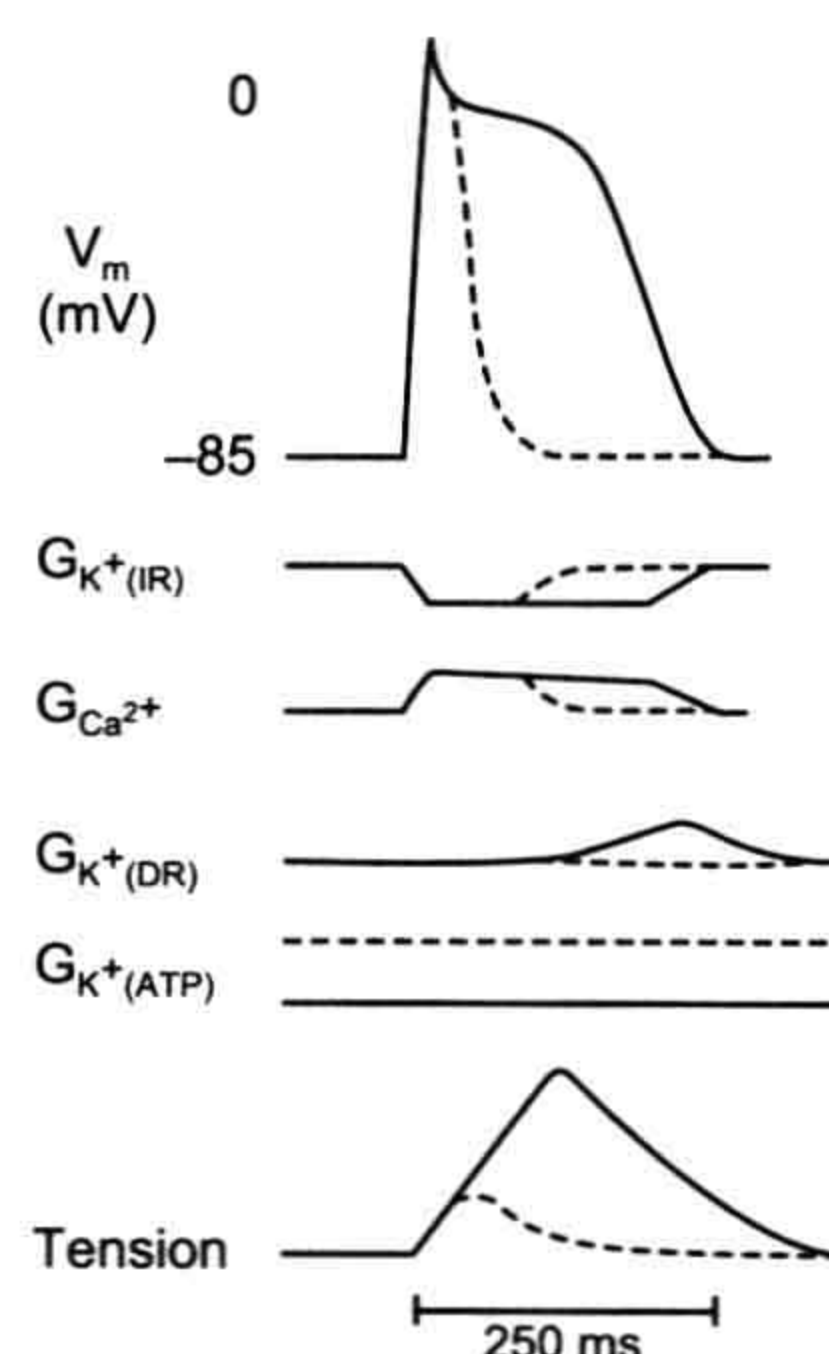 0
Vm
(mV)
–85
GK+(IR)
GCa2+
GK+(DR)
GK+(ATP)
Tension
250 ms